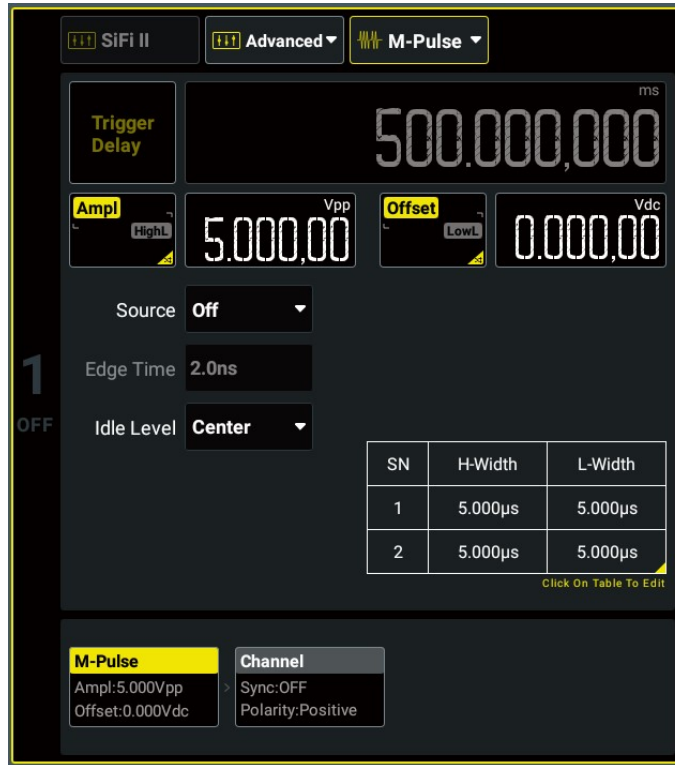 SiFi II Advanced M-Pulse
Trigger
Delay
ms
500.000,000
Ampl
HighL
Vpp
5.000,00
Offset
LowL
Vdc
0.000,00
Source Off
Edge Time 2.0ns
Idle Level Center
1
OFF
SN H-Width L-Width
1 5.000µs 5.000µs
2 5.000µs 5.000µs
Click On Table To Edit
M-Pulse
Ampl:5.000Vpp
Offset:0.000Vdc
Channel
Sync:OFF
Polarity:Positive